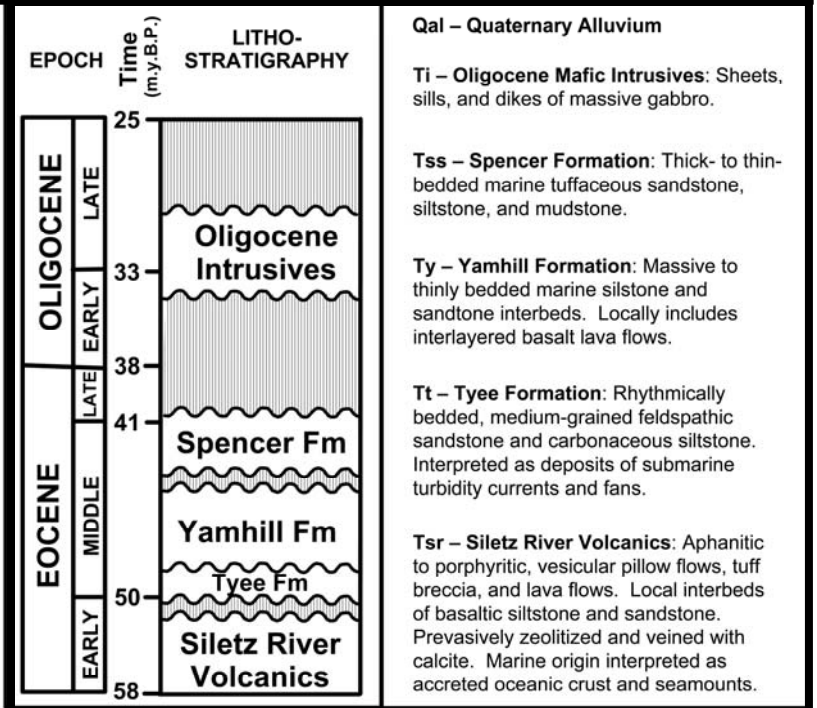 EPOCH
Time
(m.y.B.P.)
LITHO-
STRATIGRAPHY
OLIGOCENE
LATE
EARLY
EOCENE
LATE
MIDDLE
EARLY
25
33
38
41
50
58
Oligocene
Intrusives
Spencer Fm
Yamhill Fm
Tyee Fm
Siletz River
Volcanics
Qal – Quaternary Alluvium
Ti – Oligocene Mafic Intrusives: Sheets,
sills, and dikes of massive gabbro.
Tss – Spencer Formation: Thick- to thin-
bedded marine tuffaceous sandstone,
siltstone, and mudstone.
Ty – Yamhill Formation: Massive to
thinly bedded marine silstone and
sandtone interbeds. Locally includes
interlayered basalt lava flows.
Tt – Tyee Formation: Rhythmically
bedded, medium-grained feldspathic
sandstone and carbonaceous siltstone.
Interpreted as deposits of submarine
turbidity currents and fans.
Tsr – Siletz River Volcanics: Aphanitic
to porphyritic, vesicular pillow flows, tuff
breccia, and lava flows. Local interbeds
of basaltic siltstone and sandstone.
Prevasively zeolitized and veined with
calcite. Marine origin interpreted as
accreted oceanic crust and seamounts.